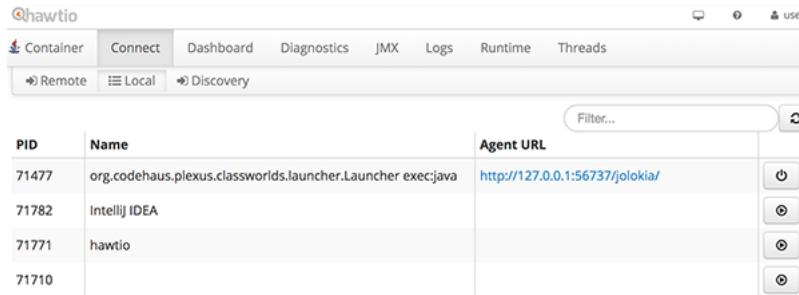 hawtio
use
Container Connect Dashboard Diagnostics JMX Logs Runtime Threads
Remote Local Discovery
Filter...
PID Name Agent URL
71477 org.codehaus.plexus.classworlds.launcher.Launcher exec:java http://127.0.0.1:56737/jolokia/
71782 IntelliJ IDEA
71771 hawtio
71710